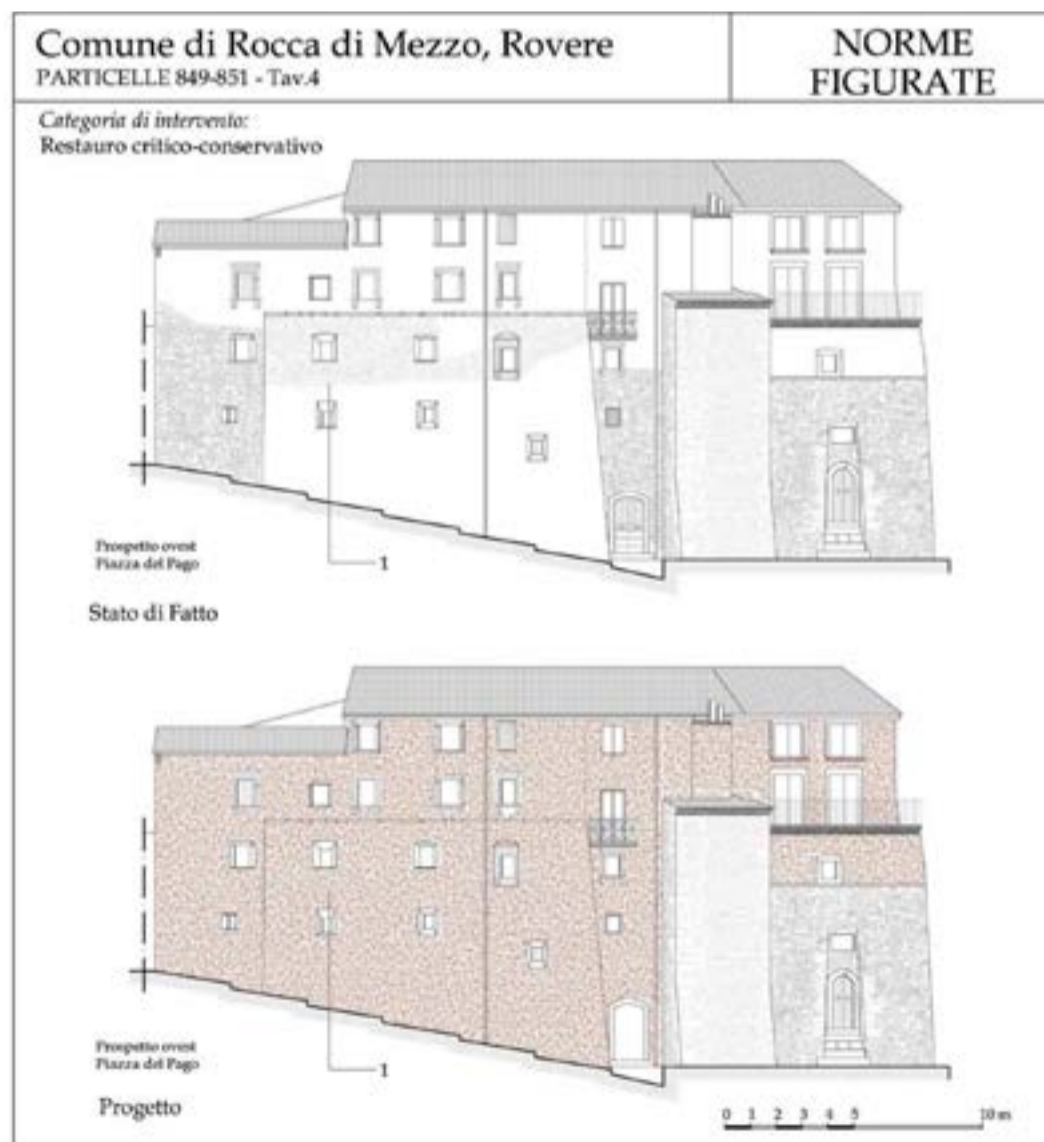 Comune di Rocca di Mezzo, Rovere
PARTICELLE 849-851 - Tav.4
NORME
FIGURATE
Categoria di intervento:
Restauro critico-conservativo
Prospetto ovest
Piazza del Pago
1
Stato di Fatto
Prospetto ovest
Piazza del Pago
1
Progetto
0 1 2 3 4 5 10 m